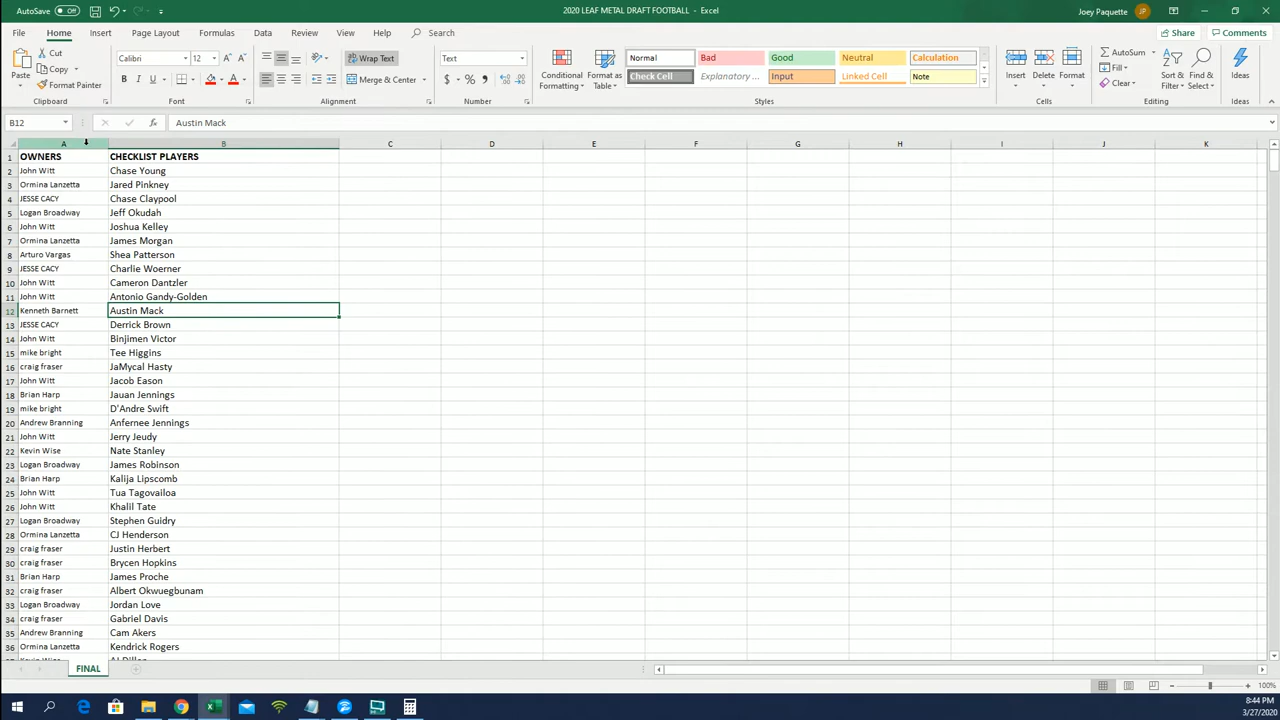 AutoSave Off
2020 LEAF METAL DRAFT FOOTBALL - Excel
Joey Paquette JP
File Home Insert Page Layout Formulas Data Review View Help Search
Share Comments
Paste
Cut
Copy
Format Painter
Clipboard
Calibri 12
B I U
Font
Wrap Text
Merge & Center
Alignment
Text
$ % ,
Number
Conditional Formatting
Format as Table
Normal Bad Good Neutral Calculation
Check Cell Explanatory ... Input Linked Cell Note
Styles
Insert Delete Format
Cells
AutoSum
Fill
Clear
Sort & Filter
Find & Select
Editing
Ideas
Ideas
B12 fx Austin Mack
A B C D E F G H I J K
1 OWNERS CHECKLIST PLAYERS
2 John Witt Chase Young
3 Ormina Lanzetta Jared Pinkney
4 JESSE CACY Chase Claypool
5 Logan Broadway Jeff Okudah
6 John Witt Joshua Kelley
7 Ormina Lanzetta James Morgan
8 Arturo Vargas Shea Patterson
9 JESSE CACY Charlie Woerner
10 John Witt Cameron Dantzler
11 John Witt Antonio Gandy-Golden
12 Kenneth Barnett Austin Mack
13 JESSE CACY Derrick Brown
14 John Witt Binjimen Victor
15 mike bright Tee Higgins
16 craig fraser JaMycal Hasty
17 John Witt Jacob Eason
18 Brian Harp Jauan Jennings
19 mike bright D'Andre Swift
20 Andrew Branning Anfernee Jennings
21 John Witt Jerry Jeudy
22 Kevin Wise Nate Stanley
23 Logan Broadway James Robinson
24 Brian Harp Kalija Lipscomb
25 John Witt Tua Tagovailoa
26 John Witt Khalil Tate
27 Logan Broadway Stephen Guidry
28 Ormina Lanzetta CJ Henderson
29 craig fraser Justin Herbert
30 craig fraser Brycen Hopkins
31 Brian Harp James Proche
32 craig fraser Albert Okwuegbunam
33 Logan Broadway Jordan Love
34 craig fraser Gabriel Davis
35 Andrew Branning Cam Akers
36 Ormina Lanzetta Kendrick Rogers
FINAL
100%
8:44 PM
3/27/2020